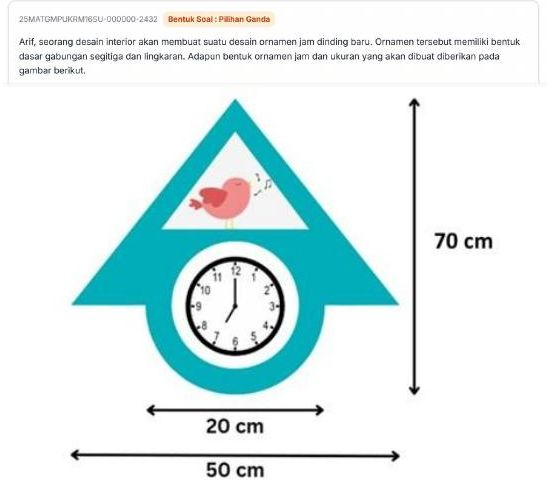 25MATGMPUKRM16SU-000000-2432 Bentuk Soal : Pilihan Ganda
Arif, seorang desain interior akan membuat suatu desain ornamen jam dinding baru. Ornamen tersebut memiliki bentuk
dasar gabungan segitiga dan lingkaran. Adapun bentuk ornamen jam dan ukuran yang akan dibuat diberikan pada
gambar berikut.
70 cm
12
11 1
10 2
9 3
8 4
7 5
6
20 cm
50 cm